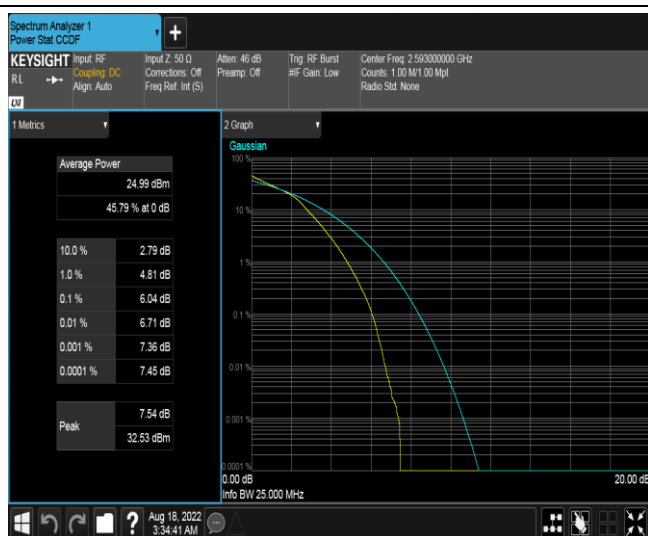 Spectrum Analyzer 1
Power Stat CCDF
+
KEYSIGHT
RL
LXI
Input: RF
Coupling: DC
Align: Auto
Input Z: 50 Ω
Corrections: Off
Freq Ref: Int (S)
Atten: 46 dB
Preamp: Off
Trig: RF Burst
#IF Gain: Low
Center Freq: 2.593000000 GHz
Counts: 1.00 M/1.00 Mpt
Radio Std: None
1 Metrics
Average Power
24.99 dBm
45.79 % at 0 dB
10.0 % 2.79 dB
1.0 % 4.81 dB
0.1 % 6.04 dB
0.01 % 6.71 dB
0.001 % 7.36 dB
0.0001 % 7.45 dB
Peak
7.54 dB
32.53 dBm
2 Graph
Gaussian
100 %
10 %
1 %
0.1 %
0.01 %
0.001 %
0.0001 %
0.00 dB 20.00 dB
Info BW 25.000 MHz
?
Aug 18, 2022
3:34:41 AM